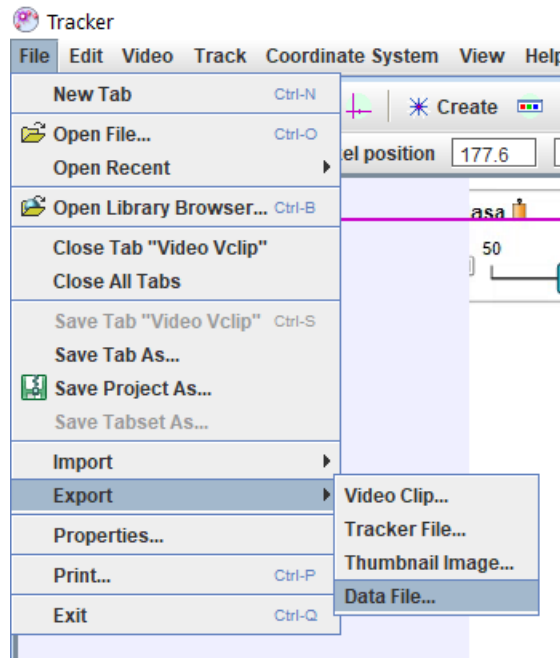 Tracker
File Edit Video Track Coordinate System View Help
New Tab Ctrl-N
Create
Open File... Ctrl-O
Open Recent
el position 177.6
Open Library Browser... Ctrl-B
asa
Close Tab "Video Vclip"
50
Close All Tabs
Save Tab "Video Vclip" Ctrl-S
Save Tab As...
Save Project As...
Save Tabset As...
Import
Export
Video Clip...
Properties...
Tracker File...
Thumbnail Image...
Print... Ctrl-P
Data File...
Exit Ctrl-Q